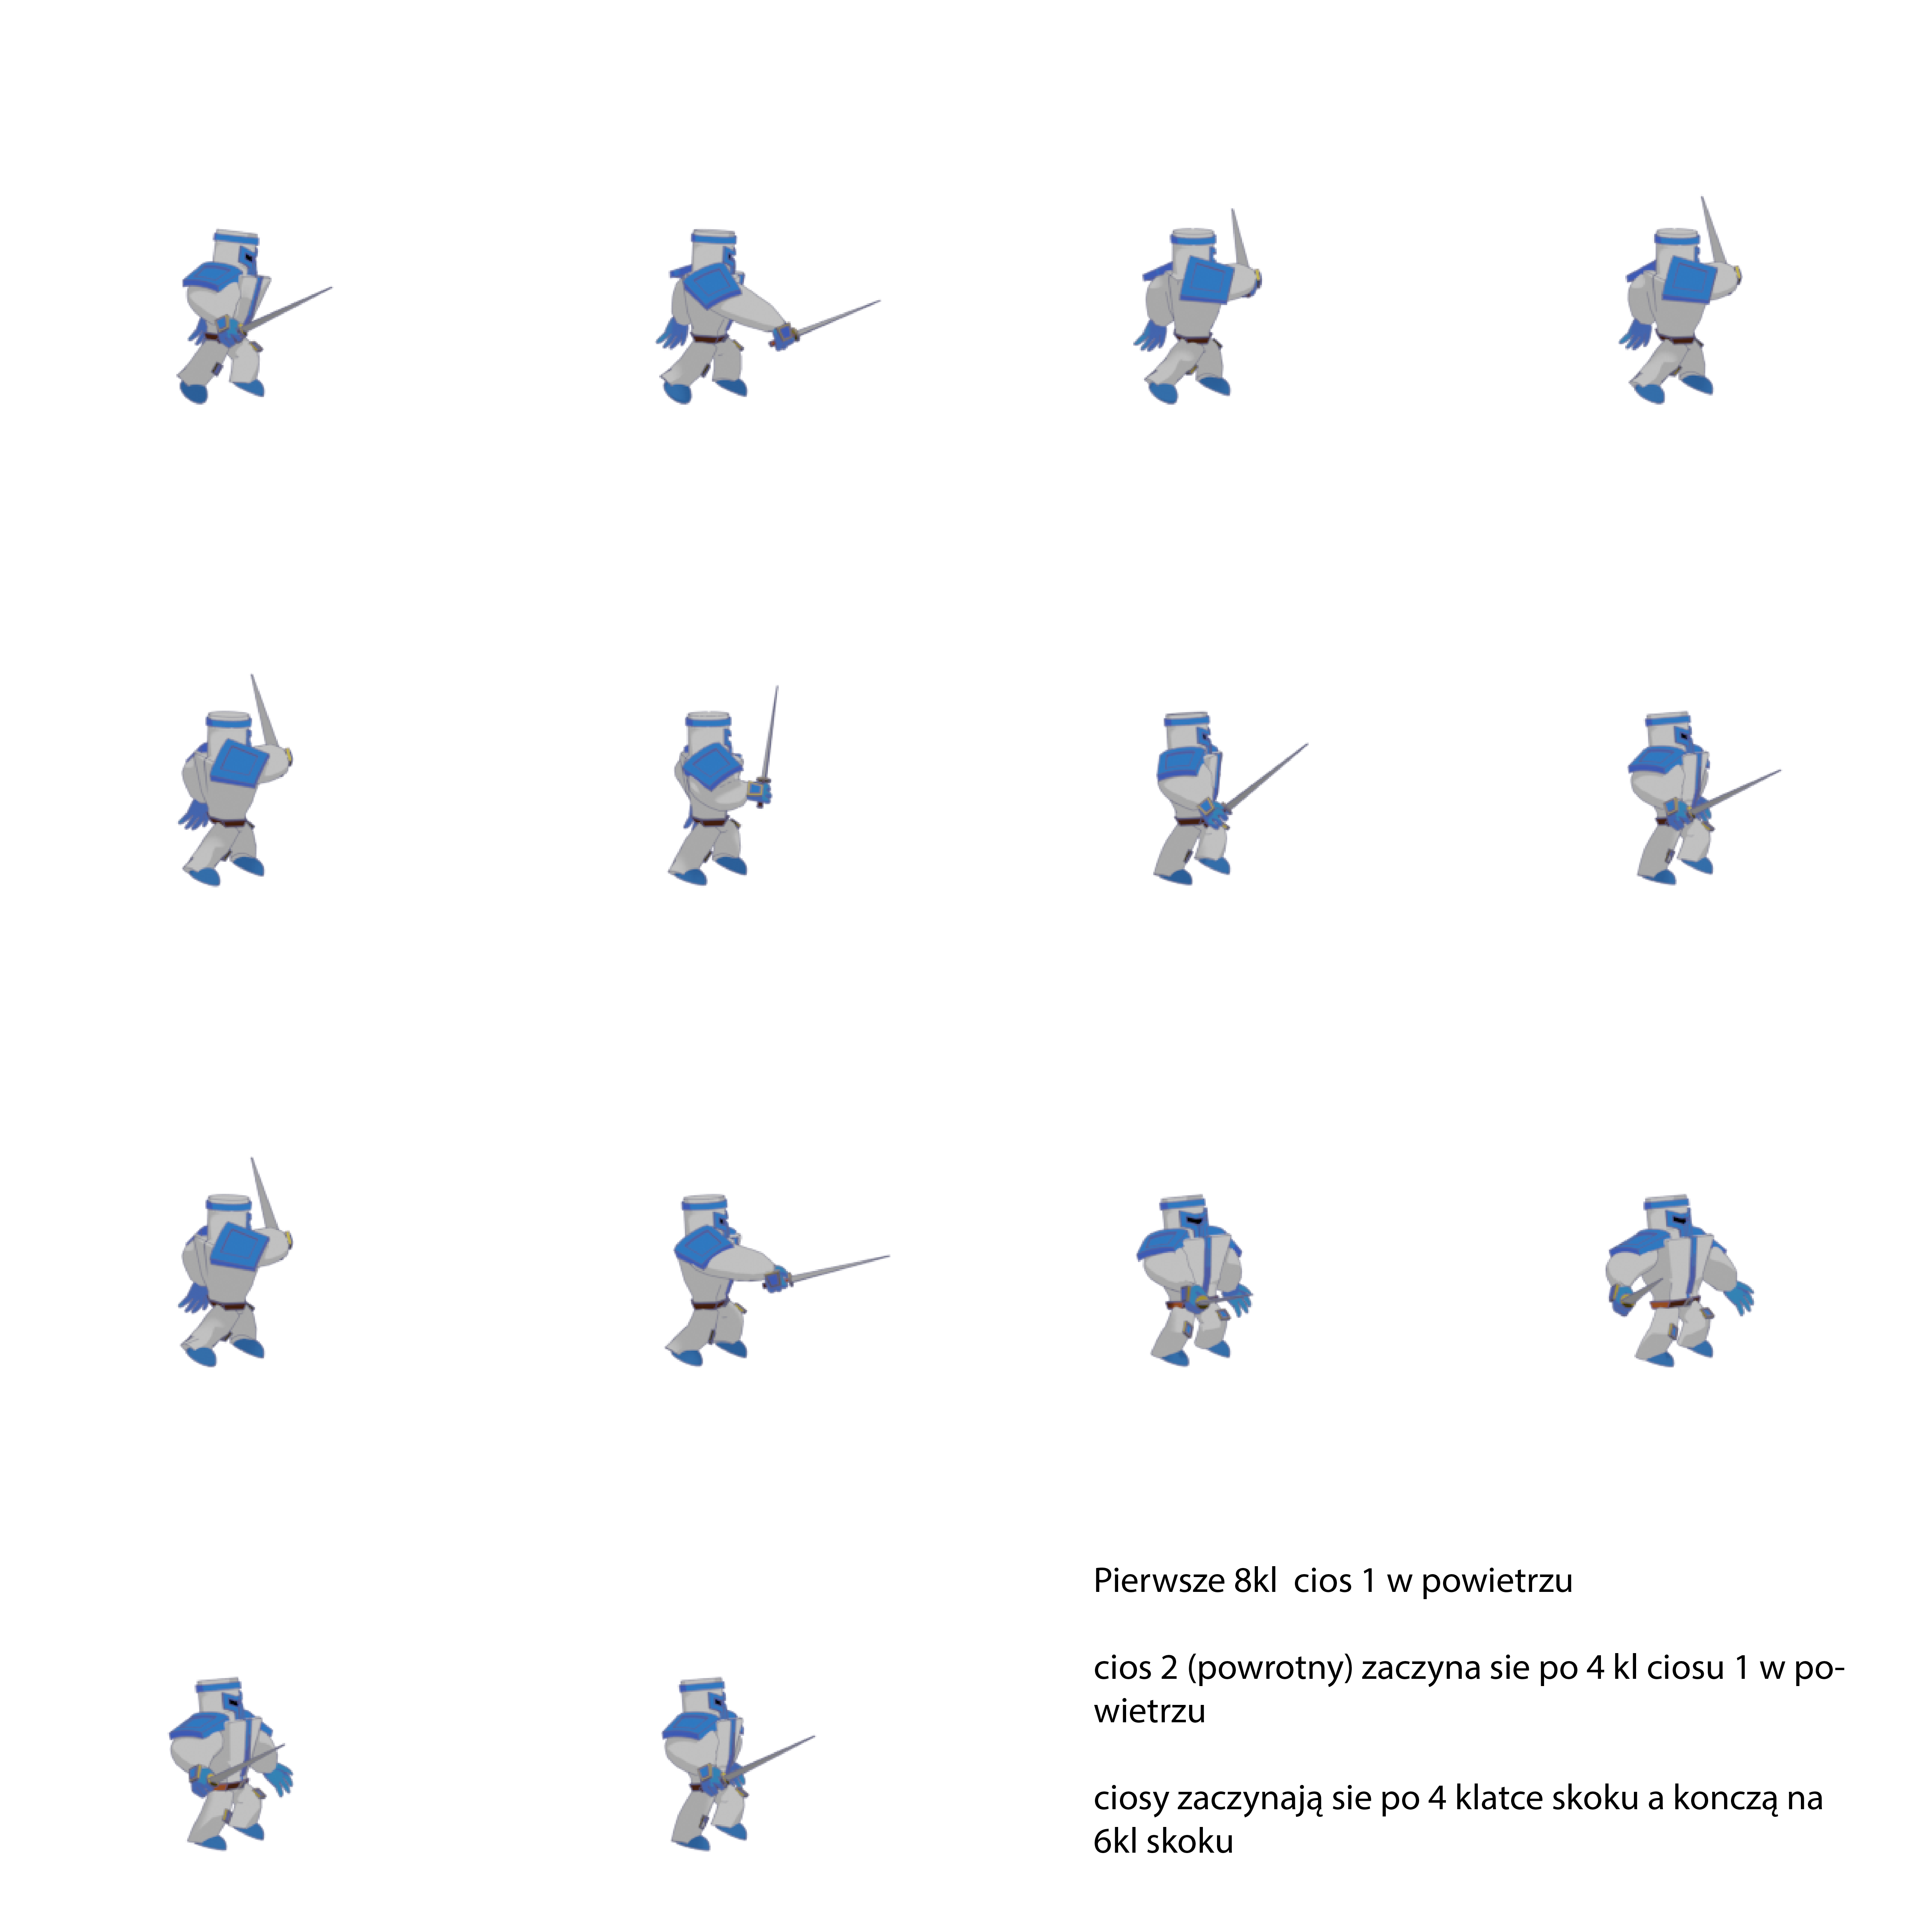 Pierwsze 8kl  cios 1 w powietrzu
cios 2 (powrotny) zaczyna sie po 4 kl ciosu 1 w po-
wietrzu
ciosy zaczynają sie po 4 klatce skoku a konczą na
6kl skoku